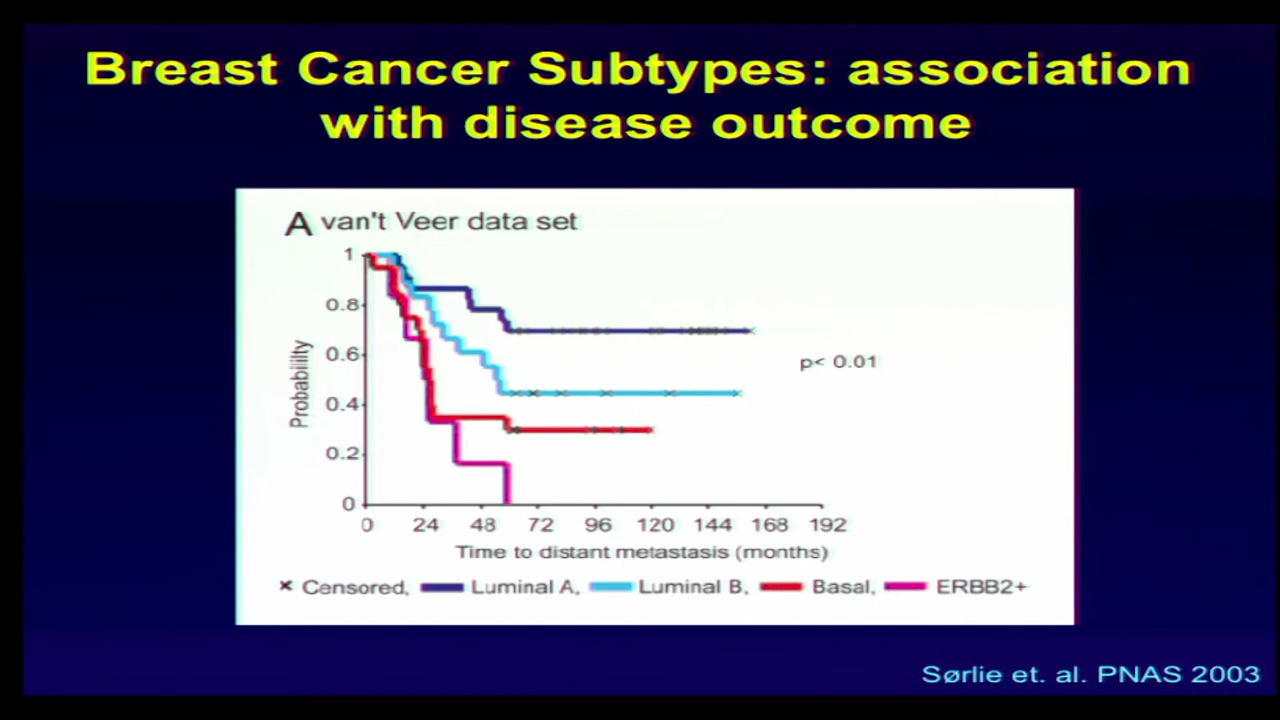 Breast Cancer Subtypes: association
with disease outcome
A van't Veer data set
1
0.8
0.6
0.4
0.2
0
Probability
p< 0.01
0 24 48 72 96 120 144 168 192
Time to distant metastasis (months)
× Censored, Luminal A, Luminal B, Basal, ERBB2+
Sørlie et. al. PNAS 2003